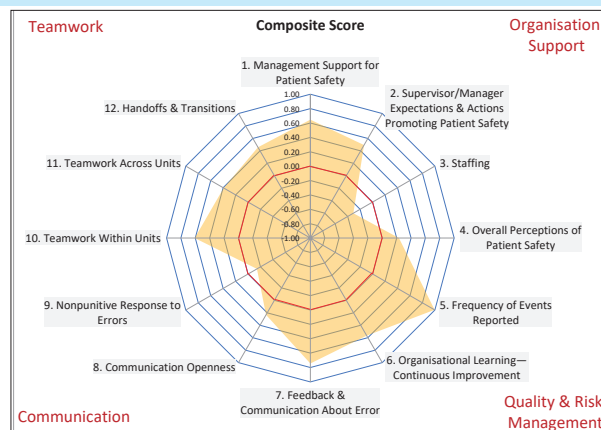 Teamwork
Composite Score
Organisation
Support
1. Management Support for
Patient Safety
2. Supervisor/Manager
Expectations & Actions
Promoting Patient Safety
3. Staffing
4. Overall Perceptions of
Patient Safety
5. Frequency of Events
Reported
6. Organisational Learning—
Continuous Improvement
7. Feedback &
Communication About Error
8. Communication Openness
9. Nonpunitive Response to
Errors
10. Teamwork Within Units
11. Teamwork Across Units
12. Handoffs & Transitions
1.00
0.80
0.60
0.40
0.20
0.00
-0.20
-0.40
-0.60
-0.80
-1.00
Communication
Quality & Risk
Management